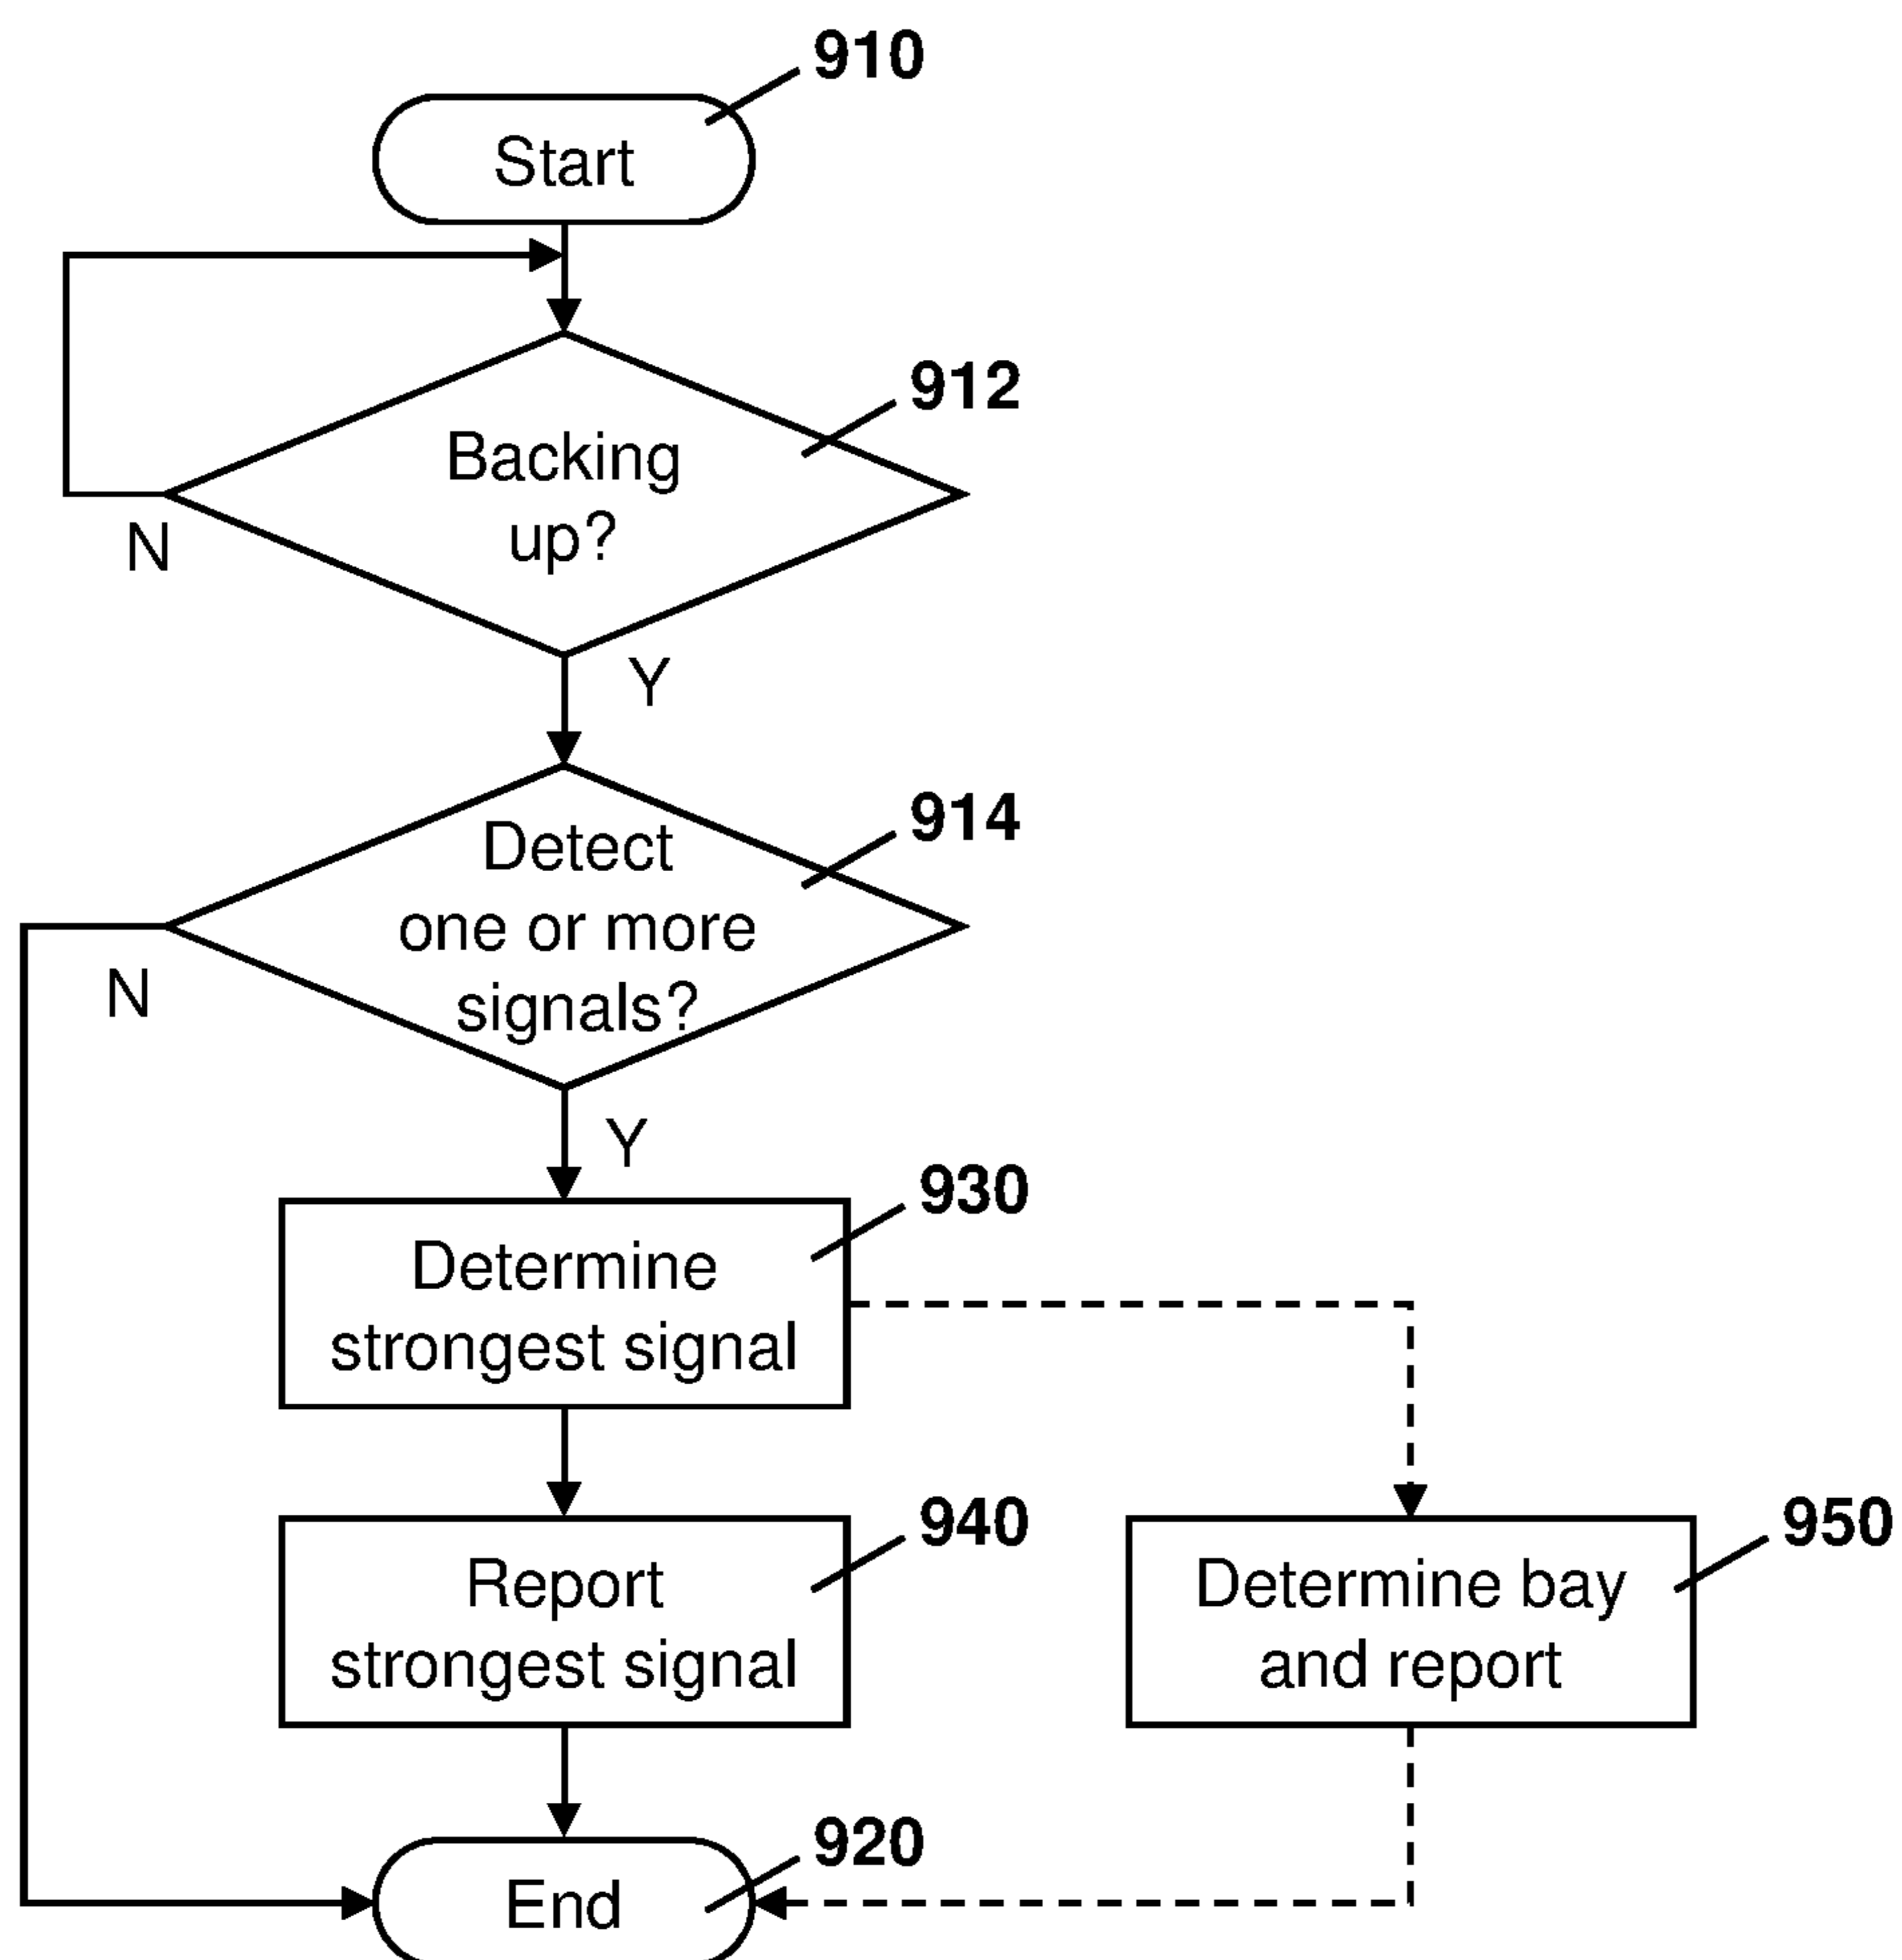 910
Start
912
Backing
up?
N
Y
914
Detect
one or more
signals?
N
Y
930
Determine
strongest signal
940
Report
strongest signal
950
Determine bay
and report
920
End